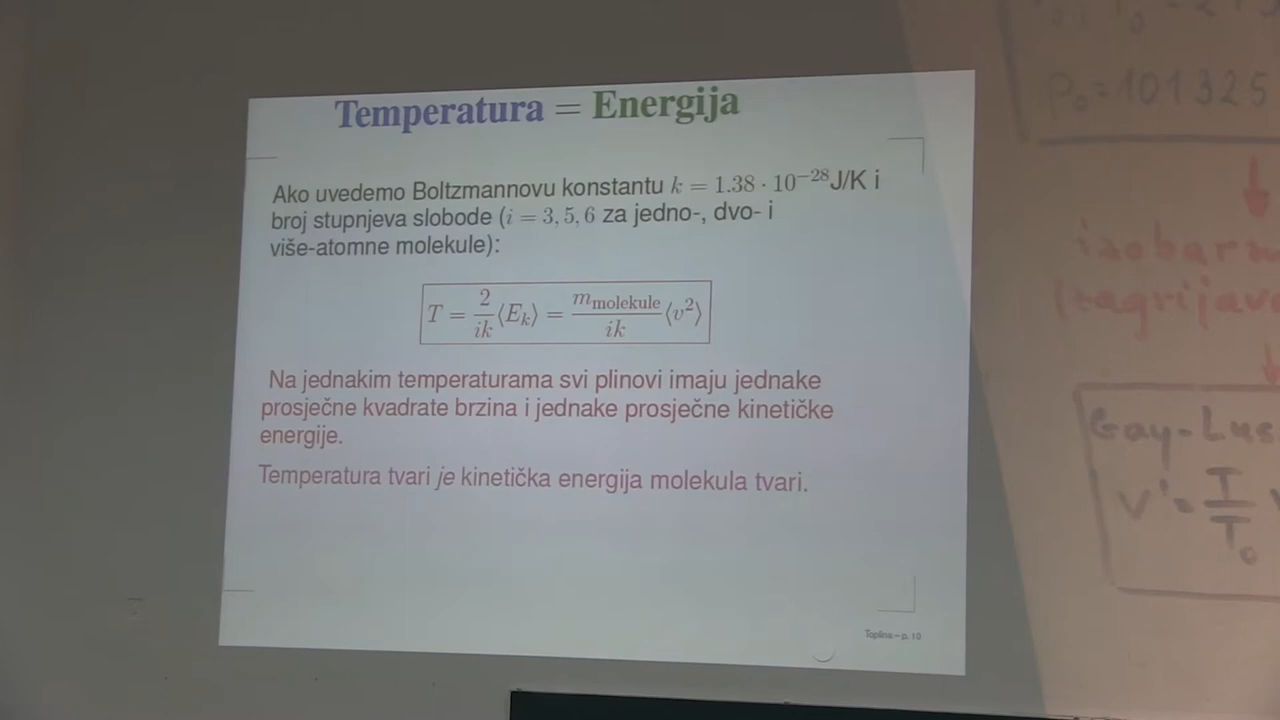 Temperatura = Energija
Ako uvedemo Boltzmannovu konstantu k = 1.38 · 10⁻²⁸J/K i
broj stupnjeva slobode (i = 3, 5, 6 za jedno-, dvo- i
više-atomne molekule):
T = 2/ik ⟨E_k⟩ = m_molekule/ik ⟨v²⟩
Na jednakim temperaturama svi plinovi imaju jednake
prosječne kvadrate brzina i jednake prosječne kinetičke
energije.
Temperatura tvari je kinetička energija molekula tvari.
Toplina – p. 10
P₀ = 101325
Gay-Lus
V' = T/T₀